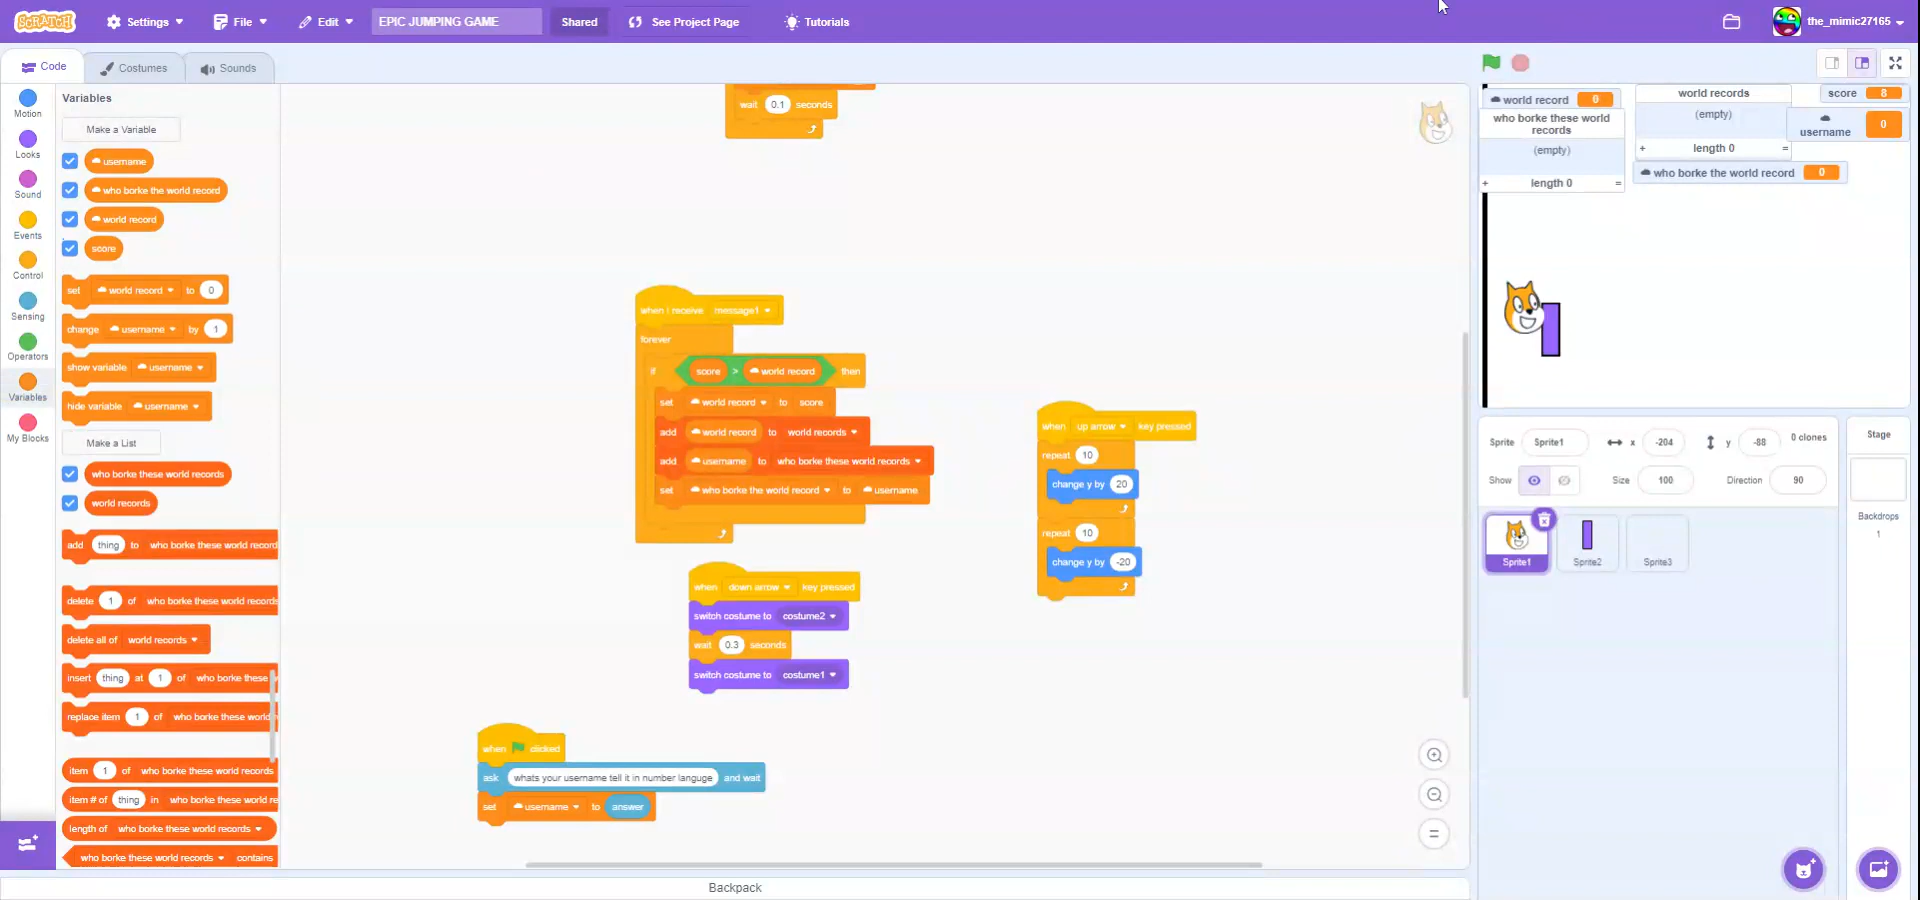 SCRATCH Settings File Edit EPIC JUMPING GAME Shared See Project Page Tutorials the_mimic27165
Code Costumes Sounds
Motion
Looks
Sound
Events
Control
Sensing
Operators
Variables
My Blocks
Variables
Make a Variable
username
who borke the world record
world record
score
set world record to 0
change username by 1
show variable username
hide variable username
Make a List
who borke these world records
world records
add thing to who borke these world record
delete 1 of who borke these world records
delete all of world records
insert thing at 1 of who borke these
replace item 1 of who borke these world
item 1 of who borke these world records
item # of thing in who borke these world re
length of who borke these world records
who borke these world records contains
wait 0.1 seconds
when I receive message1
forever
if score > world record then
set world record to score
add world record to world records
add username to who borke these world records
set who borke the world record to username
when down arrow key pressed
switch costume to costume2
wait 0.3 seconds
switch costume to costume1
when clicked
ask whats your username tell it in number languge and wait
set username to answer
when up arrow key pressed
repeat 10
change y by 20
repeat 10
change y by -20
Backpack
world record 0
who borke these world
records
(empty)
+ length 0 =
world records
(empty)
+ length 0 =
score 8
username 0
who borke the world record 0
Sprite Sprite1 x -204 y -88 0 clones
Show Size 100 Direction 90
Sprite1
Sprite2
Sprite3
Stage
Backdrops
1